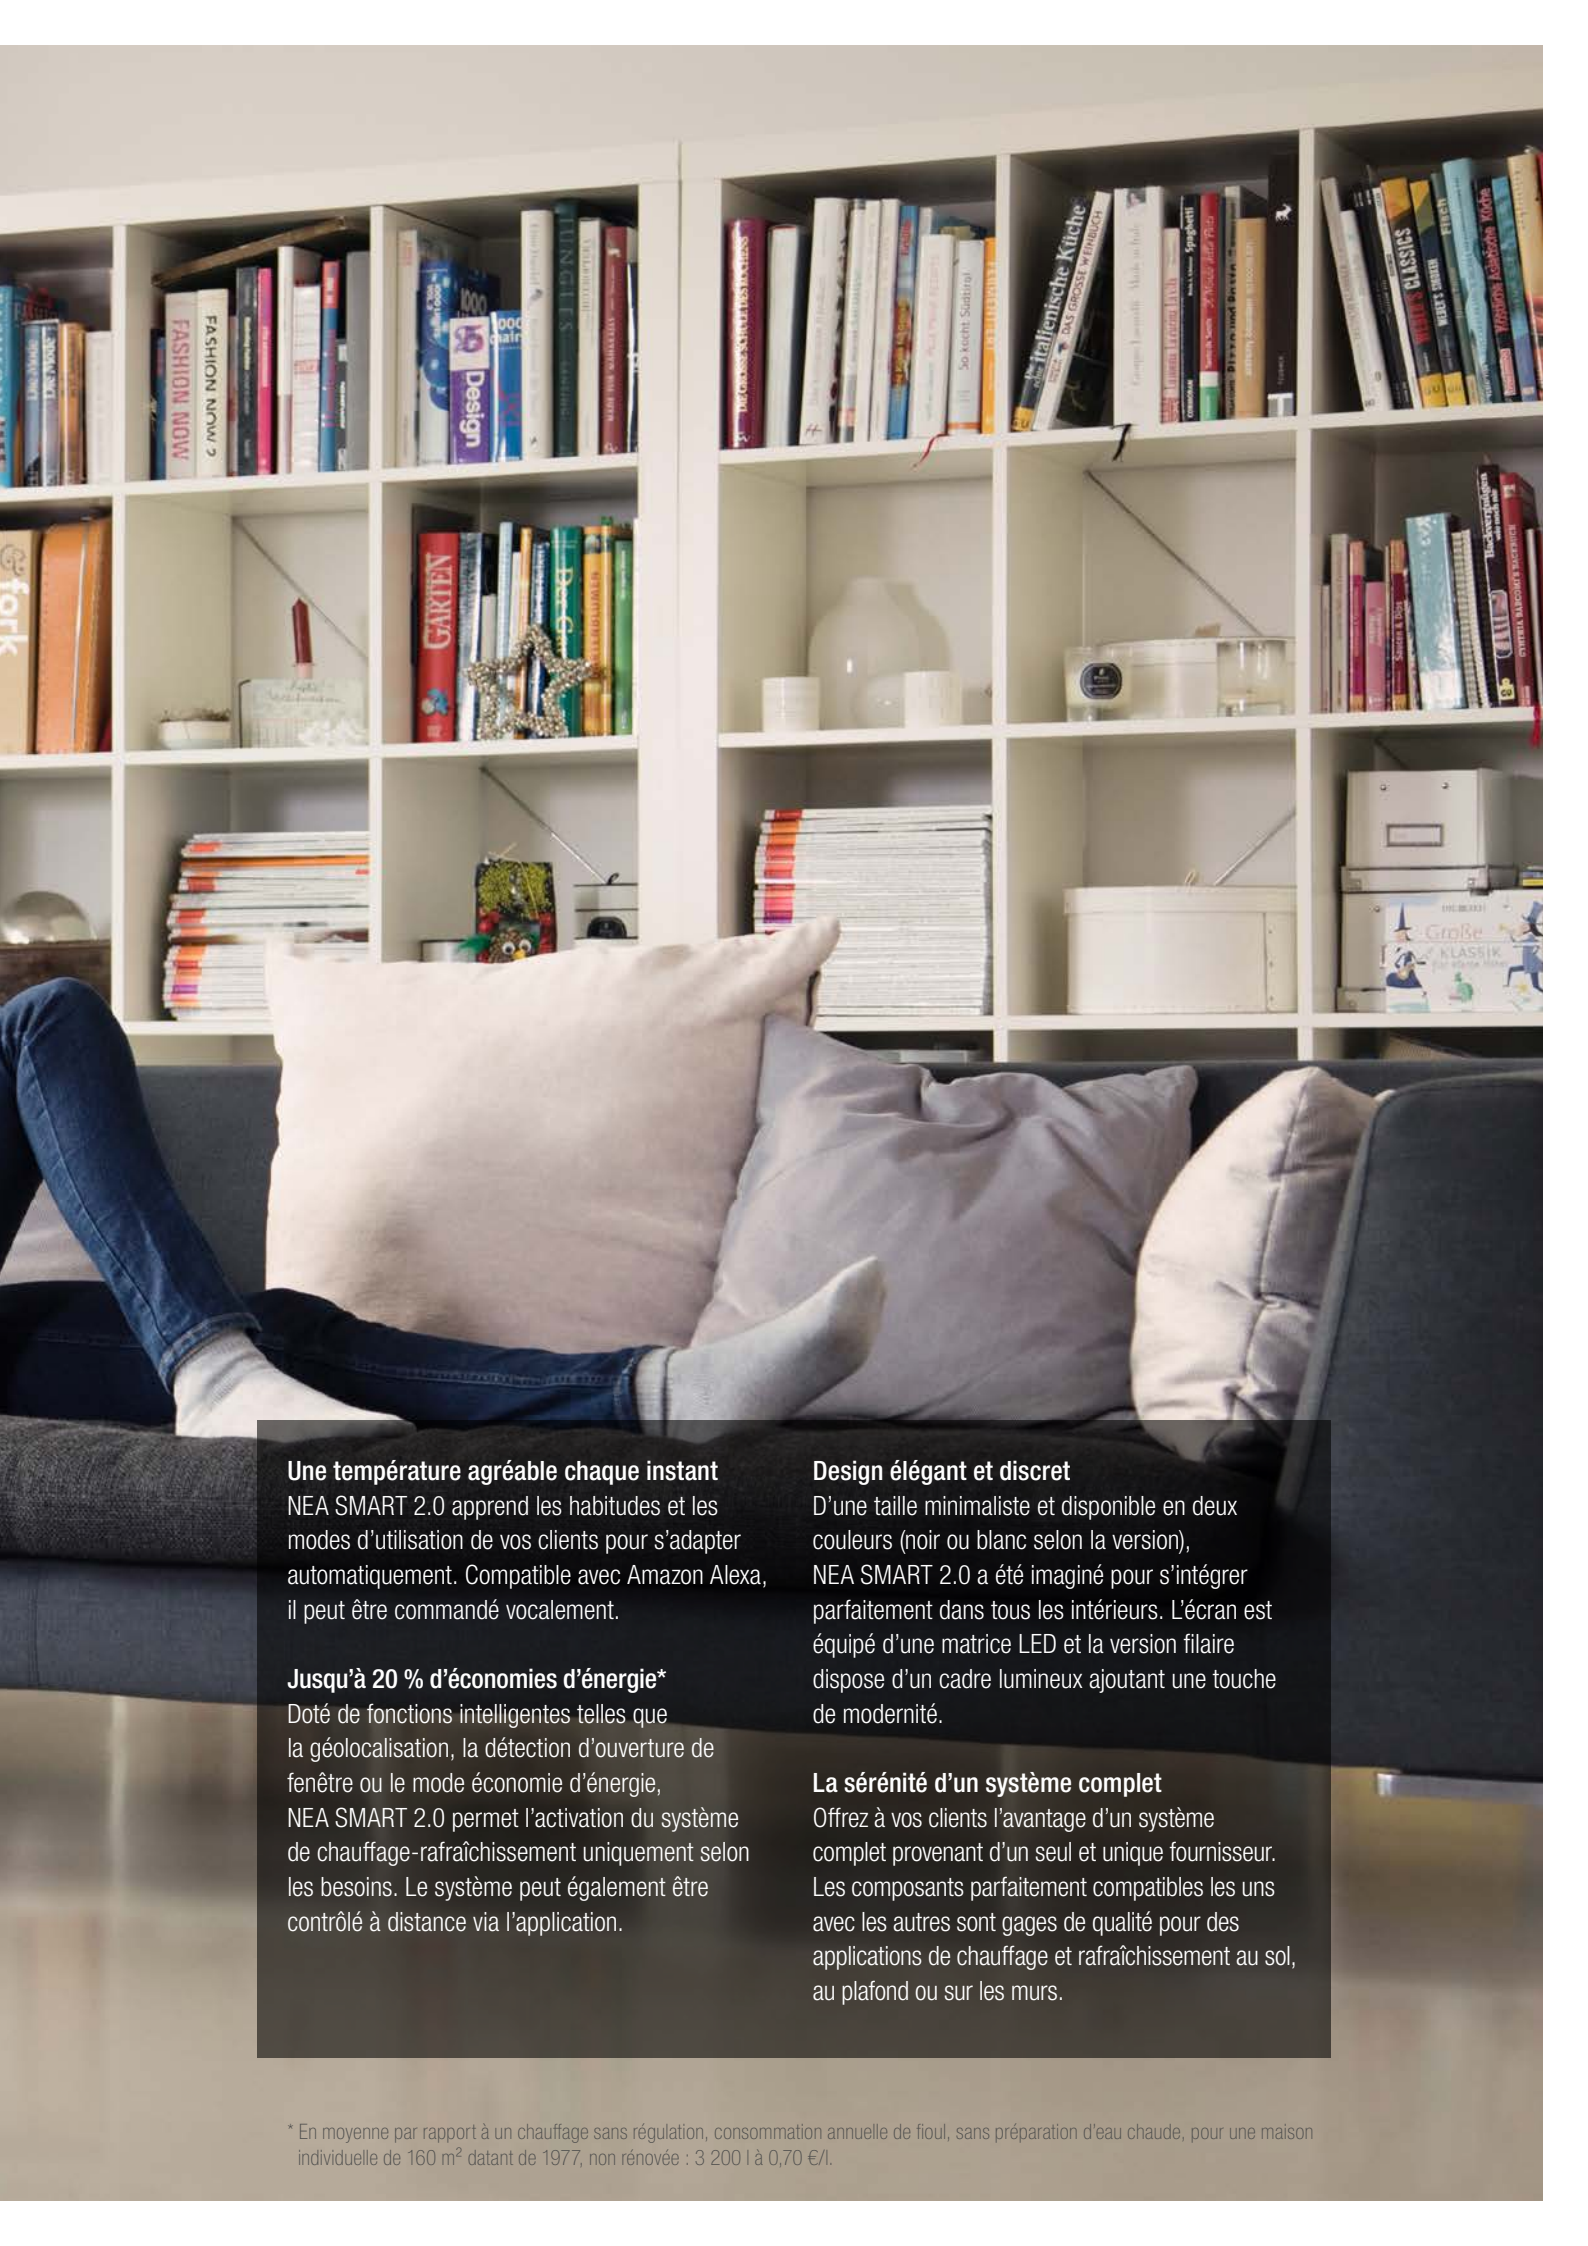 FASHION NOW
FASHION NOW 2
Design
GARTEN
fork
So kocht Südtirol
Die italienische Küche
DAS GROSSE WEINBUCH
Spaghetti
WEBER'S CLASSICS
Fisch
Köstliche Asiatische Küche
Backvergnügen
Große
KLASSIK
Une température agréable chaque instant
NEA SMART 2.0 apprend les habitudes et les
modes d’utilisation de vos clients pour s’adapter
automatiquement. Compatible avec Amazon Alexa,
il peut être commandé vocalement.
Jusqu’à 20 % d’économies d’énergie*
Doté de fonctions intelligentes telles que
la géolocalisation, la détection d’ouverture de
fenêtre ou le mode économie d’énergie,
NEA SMART 2.0 permet l’activation du système
de chauffage-rafraîchissement uniquement selon
les besoins. Le système peut également être
contrôlé à distance via l’application.
Design élégant et discret
D’une taille minimaliste et disponible en deux
couleurs (noir ou blanc selon la version),
NEA SMART 2.0 a été imaginé pour s’intégrer
parfaitement dans tous les intérieurs. L’écran est
équipé d’une matrice LED et la version filaire
dispose d’un cadre lumineux ajoutant une touche
de modernité.
La sérénité d’un système complet
Offrez à vos clients l’avantage d’un système
complet provenant d’un seul et unique fournisseur.
Les composants parfaitement compatibles les uns
avec les autres sont gages de qualité pour des
applications de chauffage et rafraîchissement au sol,
au plafond ou sur les murs.
* En moyenne par rapport à un chauffage sans régulation, consommation annuelle de fioul, sans préparation d’eau chaude, pour une maison
individuelle de 160 m² datant de 1977, non rénovée : 3 200 l à 0,70 €/l.